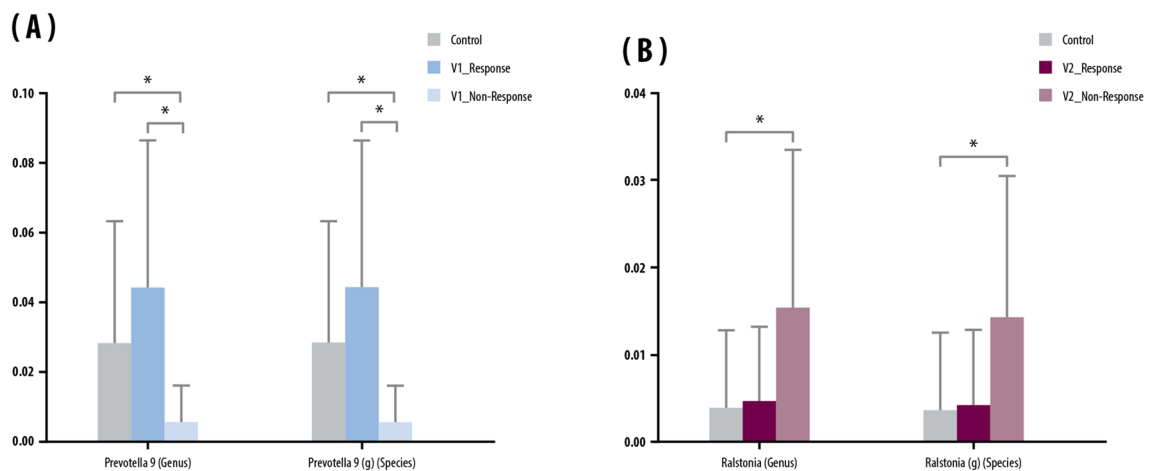 (A)
Control
V1_Response
V1_Non-Response
0.10
0.08
0.06
0.04
0.02
0.00
*
*
*
*
Prevotella 9 (Genus)
Prevotella 9 (g) (Species)
(B)
Control
V2_Response
V2_Non-Response
0.04
0.03
0.02
0.01
0.00
*
*
Ralstonia (Genus)
Ralstonia (g) (Species)